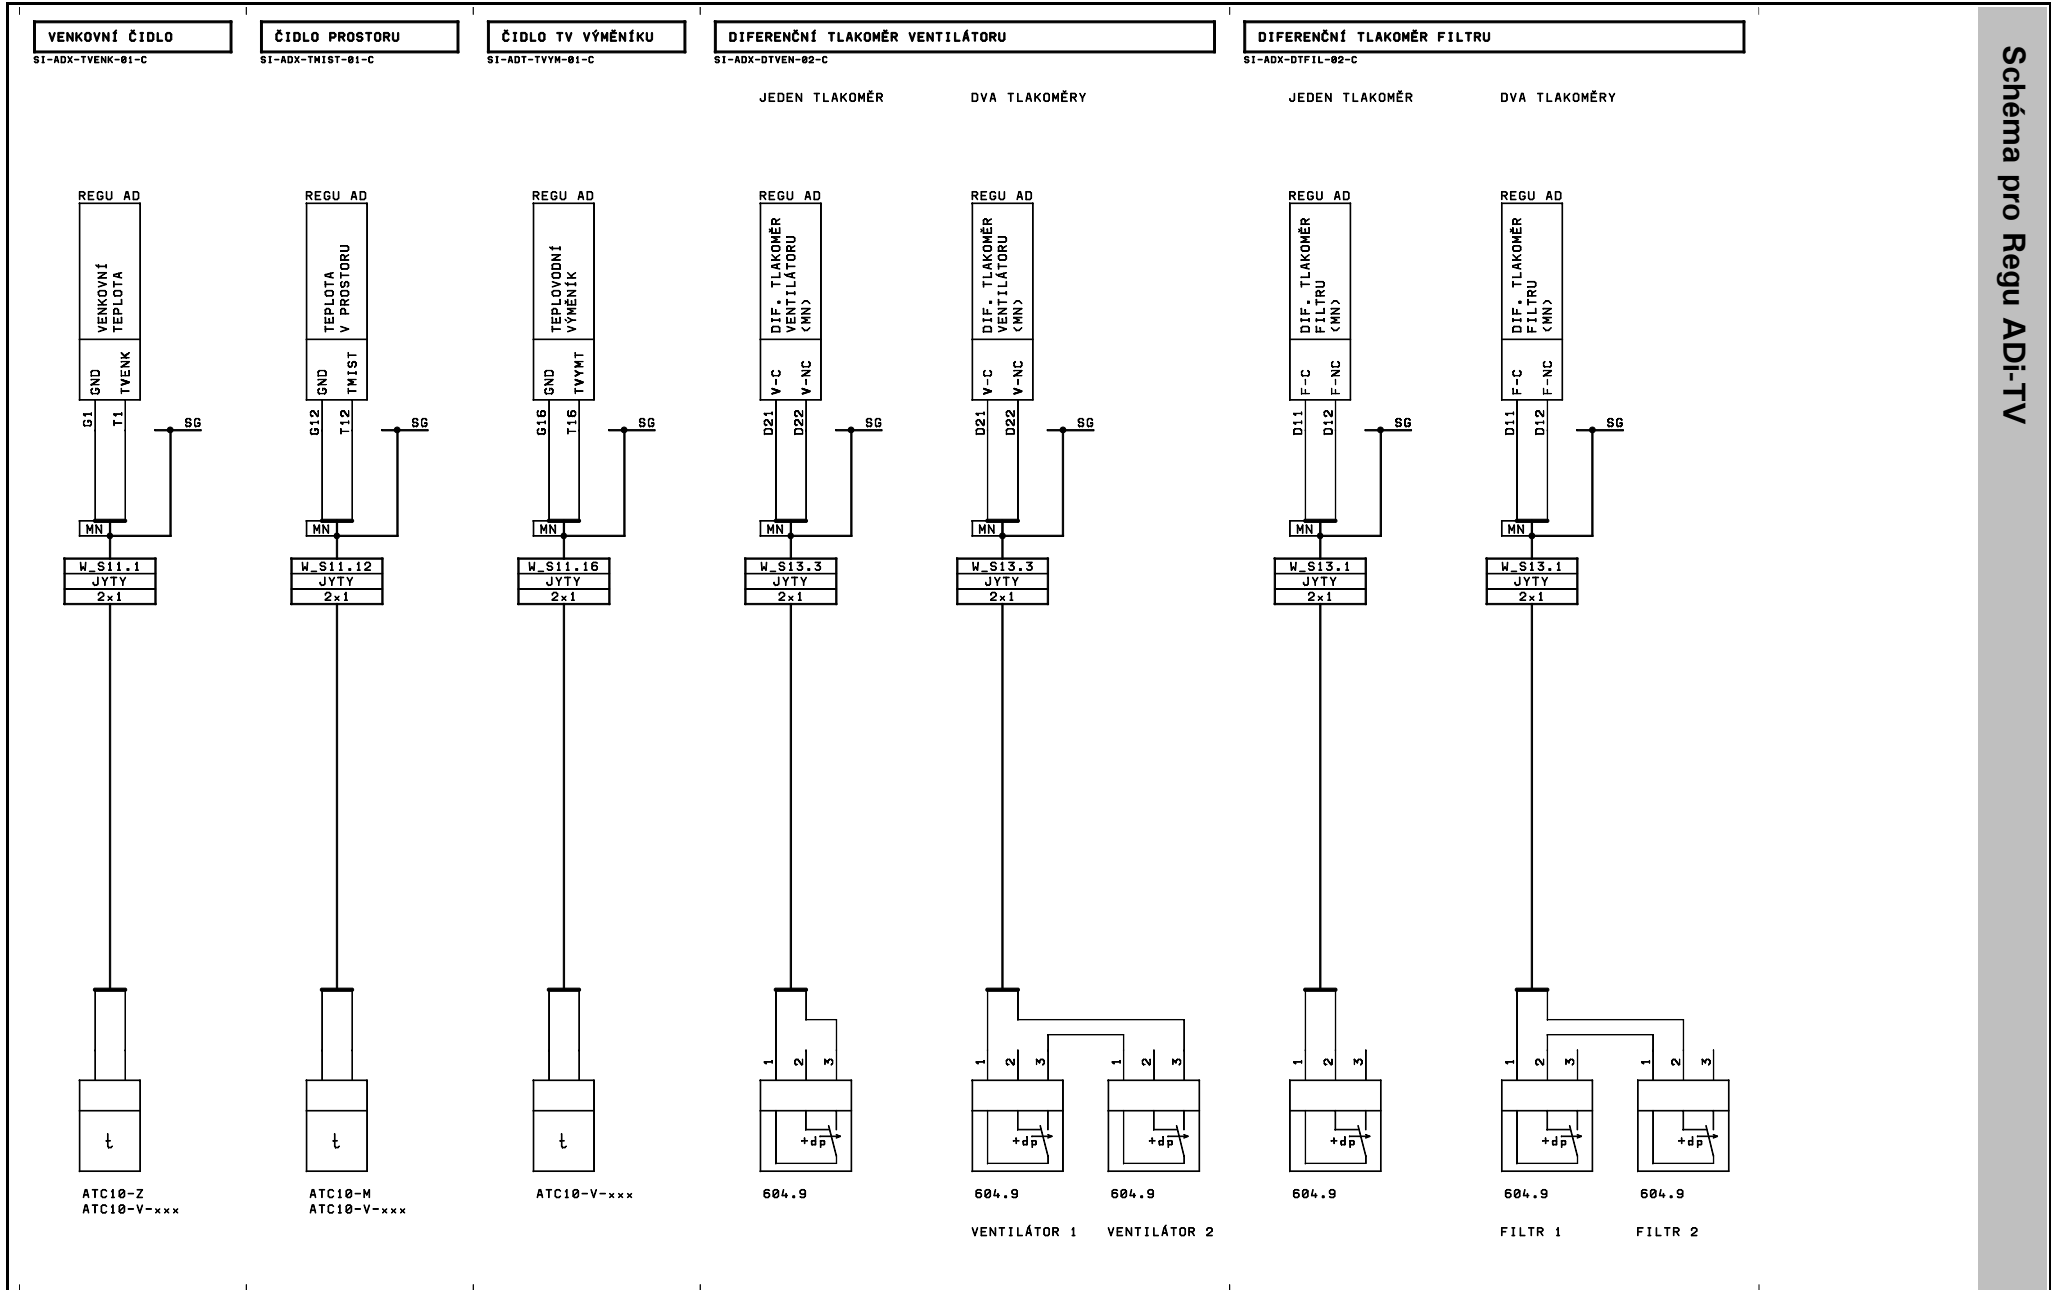 VENKOVNÍ ČIDLO
SI-ADX-TVENK-01-C
REGU AD
VENKOVNÍ
TEPLOTA
GND
TVENK
G1
T1
SG
MN
W_S11.1
JYTY
2x1
t
ATC10-Z
ATC10-V-xxx
ČIDLO PROSTORU
SI-ADX-TMIST-01-C
REGU AD
TEPLOTA
V PROSTORU
GND
TMIST
G12
T12
SG
MN
W_S11.12
JYTY
2x1
t
ATC10-M
ATC10-V-xxx
ČIDLO TV VÝMĚNÍKU
SI-ADT-TVYM-01-C
REGU AD
TEPLOVODNÍ
VÝMĚNÍK
GND
TVYMT
G16
T16
SG
MN
W_S11.16
JYTY
2x1
t
ATC10-V-xxx
DIFERENČNÍ TLAKOMĚR VENTILÁTORU
SI-ADX-DTVEN-02-C
JEDEN TLAKOMĚR
REGU AD
DIF. TLAKOMĚR
VENTILÁTORU
(MN)
V-C
V-NC
D21
D22
SG
MN
W_S13.3
JYTY
2x1
1
2
3
+dp
604.9
DVA TLAKOMĚRY
REGU AD
DIF. TLAKOMĚR
VENTILÁTORU
(MN)
V-C
V-NC
D21
D22
SG
MN
W_S13.3
JYTY
2x1
1
2
3
+dp
604.9
VENTILÁTOR 1
1
2
3
+dp
604.9
VENTILÁTOR 2
DIFERENČNÍ TLAKOMĚR FILTRU
SI-ADX-DTFIL-02-C
JEDEN TLAKOMĚR
REGU AD
DIF. TLAKOMĚR
FILTRU
(MN)
F-C
F-NC
D11
D12
SG
MN
W_S13.1
JYTY
2x1
1
2
3
+dp
604.9
DVA TLAKOMĚRY
REGU AD
DIF. TLAKOMĚR
FILTRU
(MN)
F-C
F-NC
D11
D12
SG
MN
W_S13.1
JYTY
2x1
1
2
3
+dp
604.9
FILTR 1
1
2
3
+dp
604.9
FILTR 2
Schéma pro Regu ADi-TV